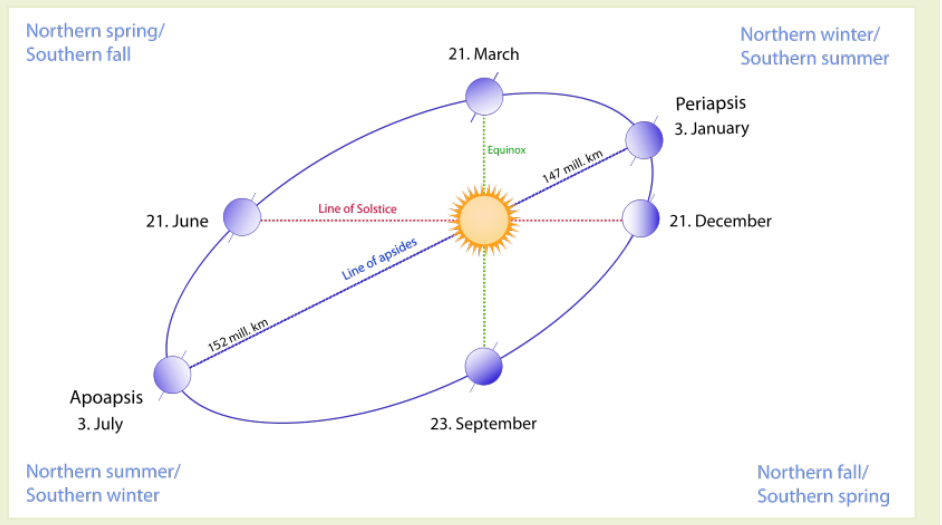 Northern spring/
Southern fall
21. March
Northern winter/
Southern summer
Periapsis
3. January
Equinox
147 mill. km
21. June
Line of Solstice
21. December
Line of apsides
152 mill. km
Apoapsis
3. July
23. September
Northern summer/
Southern winter
Northern fall/
Southern spring